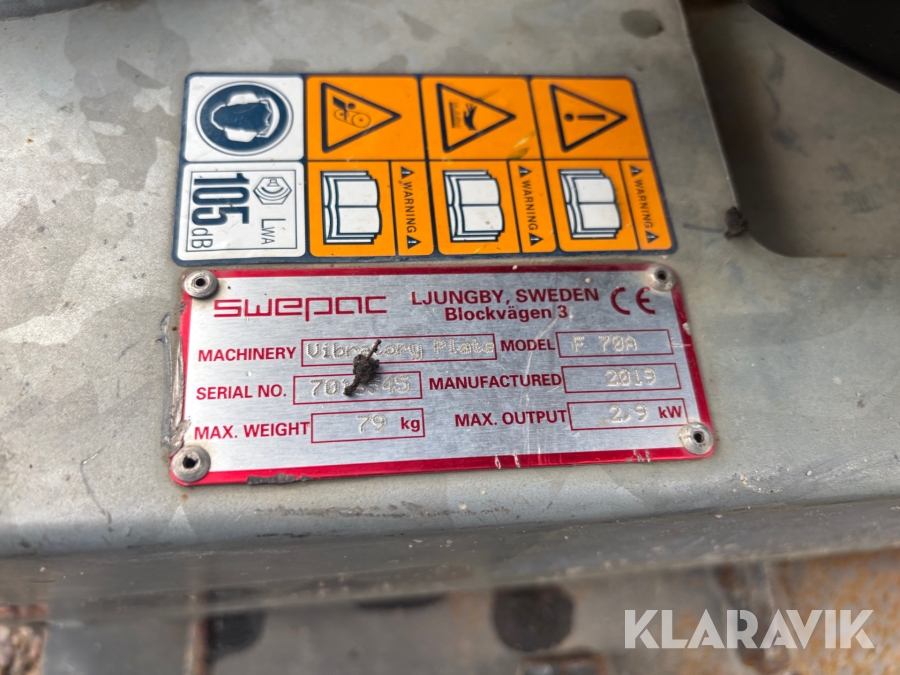 105 dB
LWA
WARNING
WARNING
WARNING
swepac LJUNGBY, SWEDEN CE
Blockvägen 3
MACHINERY Vibratory Plate MODEL F 70A
SERIAL NO. MANUFACTURED 2019
MAX. WEIGHT 79 kg MAX. OUTPUT 2,9 kW
KLARAVIK